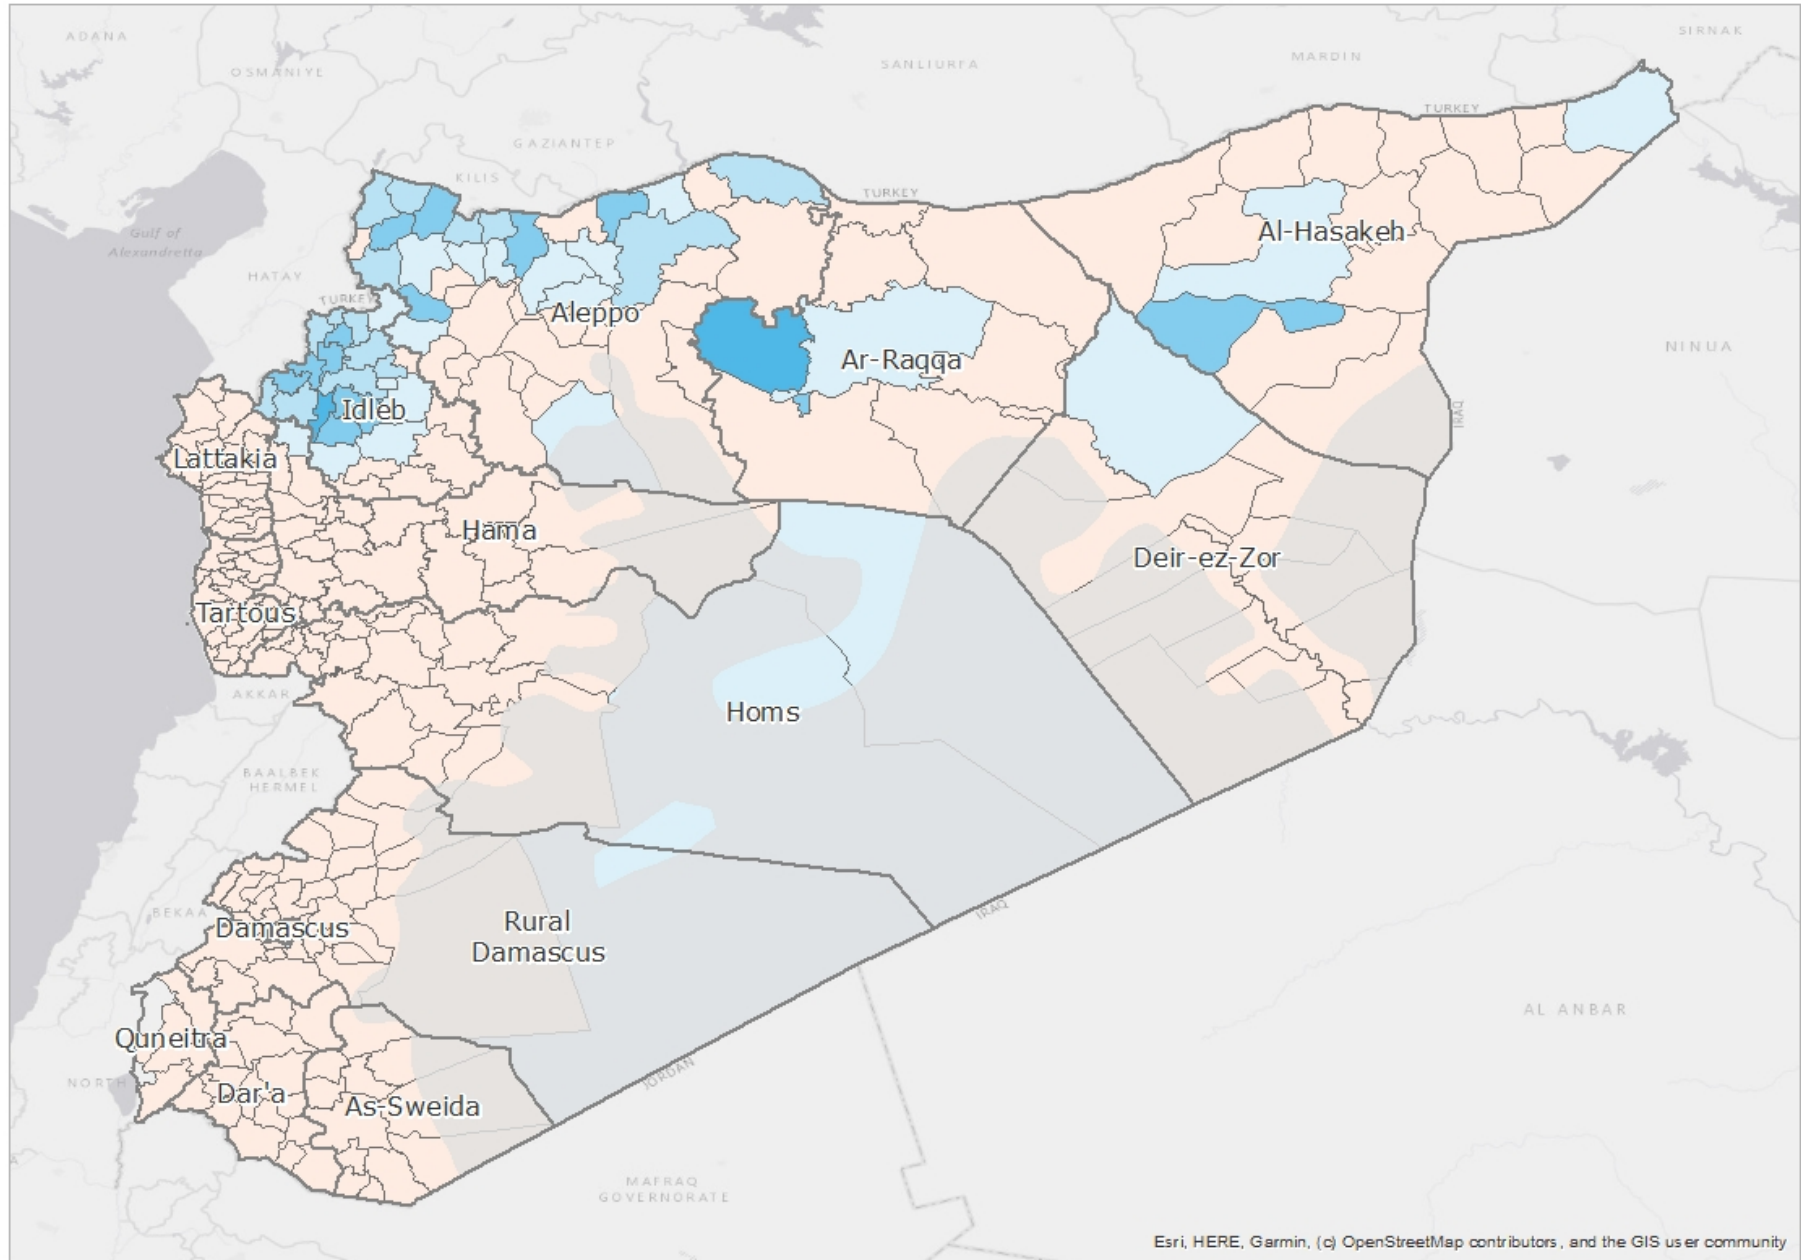 ADANA
OSMANIYE
SANLIURFA
MARDIN
SIRNAK
TURKEY
GAZIANTEP
KILIS
TURKEY
Gulf of
Alexandretta
Al-Hasakeh
HATAY
TURKEY
Aleppo
NINUA
Ar-Raqqa
Idleb
IRAQ
Lattakia
Hama
Deir-ez-Zor
Tartous
AKKAR
Homs
BAALBEK
HERMEL
BEKAA
Damascus
Rural
Damascus
IRAQ
AL ANBAR
Quneitra
NORTH
Dar'a
As-Sweida
JORDAN
MAFRAQ
GOVERNORATE
Esri, HERE, Garmin, (c) OpenStreetMap contributors, and the GIS user community